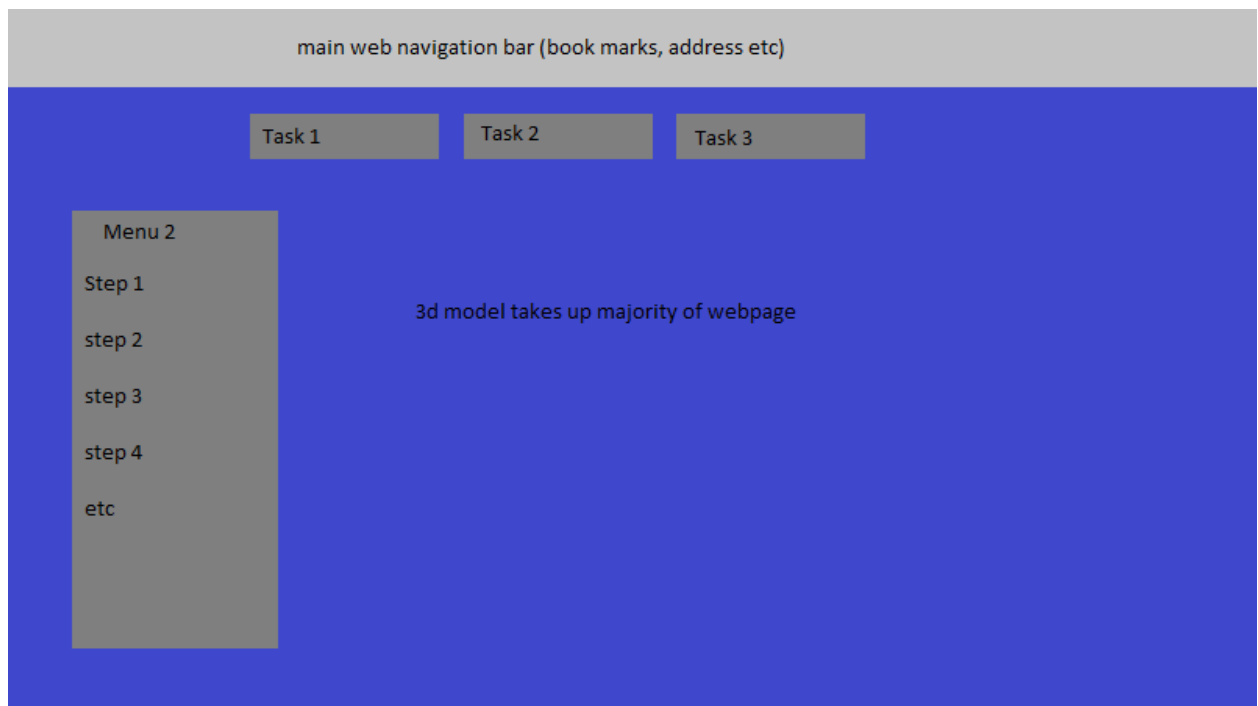 main web navigation bar (book marks, address etc)
Task 1
Task 2
Task 3
Menu 2
Step 1
step 2
step 3
step 4
etc
3d model takes up majority of webpage